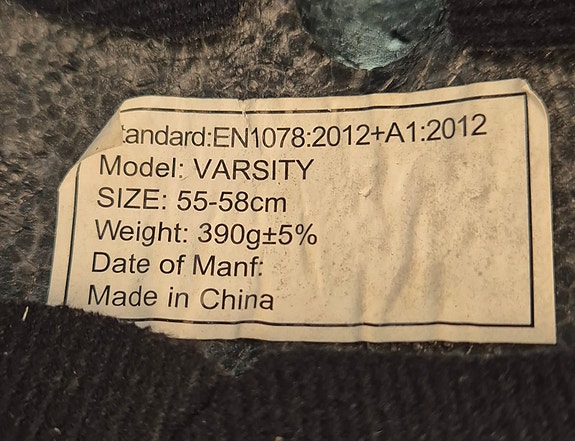 tandard:EN1078:2012+A1:2012
Model: VARSITY
SIZE: 55-58cm
Weight: 390g±5%
Date of Manf:
Made in China